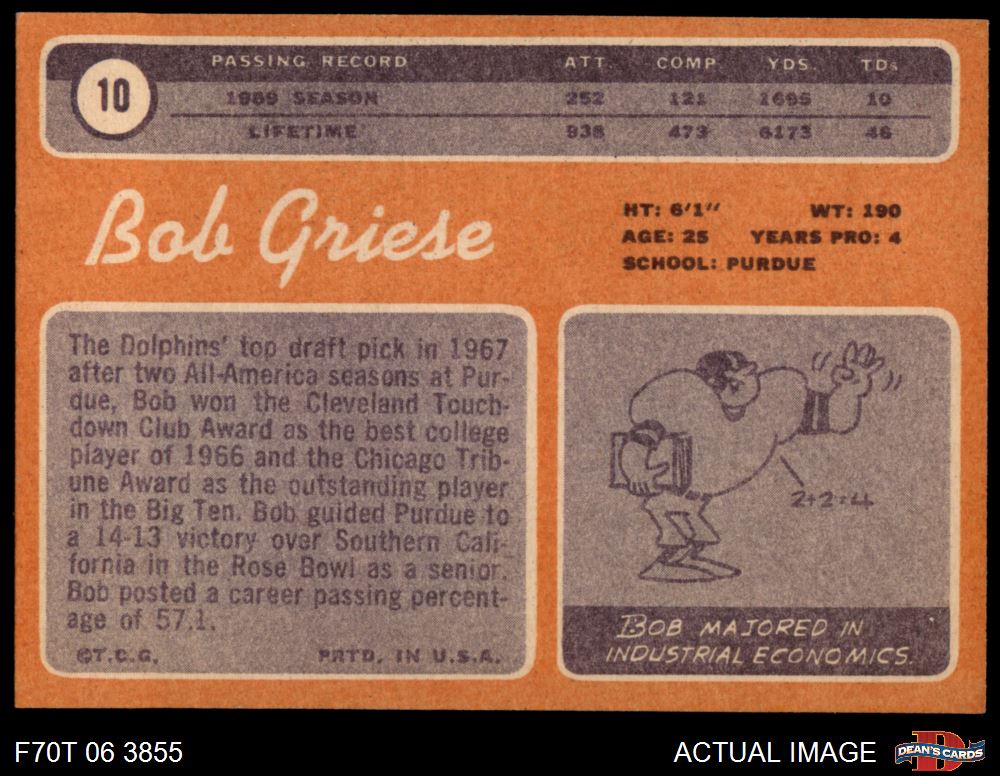 10
PASSING RECORD ATT. COMP. YDS. TDs
1969 SEASON 252 121 1695 10
LIFETIME 938 473 6173 46
Bob Griese
HT: 6'1" WT: 190
AGE: 25 YEARS PRO: 4
SCHOOL: PURDUE
The Dolphins' top draft pick in 1967
after two All-America seasons at Pur-
due, Bob won the Cleveland Touch-
down Club Award as the best college
player of 1966 and the Chicago Trib-
une Award as the outstanding player
in the Big Ten. Bob guided Purdue to
a 14-13 victory over Southern Cali-
fornia in the Rose Bowl as a senior.
Bob posted a career passing percent-
age of 57.1.
©T.C.G. PRTD. IN U.S.A.
2+2=4
BOB MAJORED IN
INDUSTRIAL ECONOMICS.
F70T 06 3855
ACTUAL IMAGE
DEAN'S CARDS